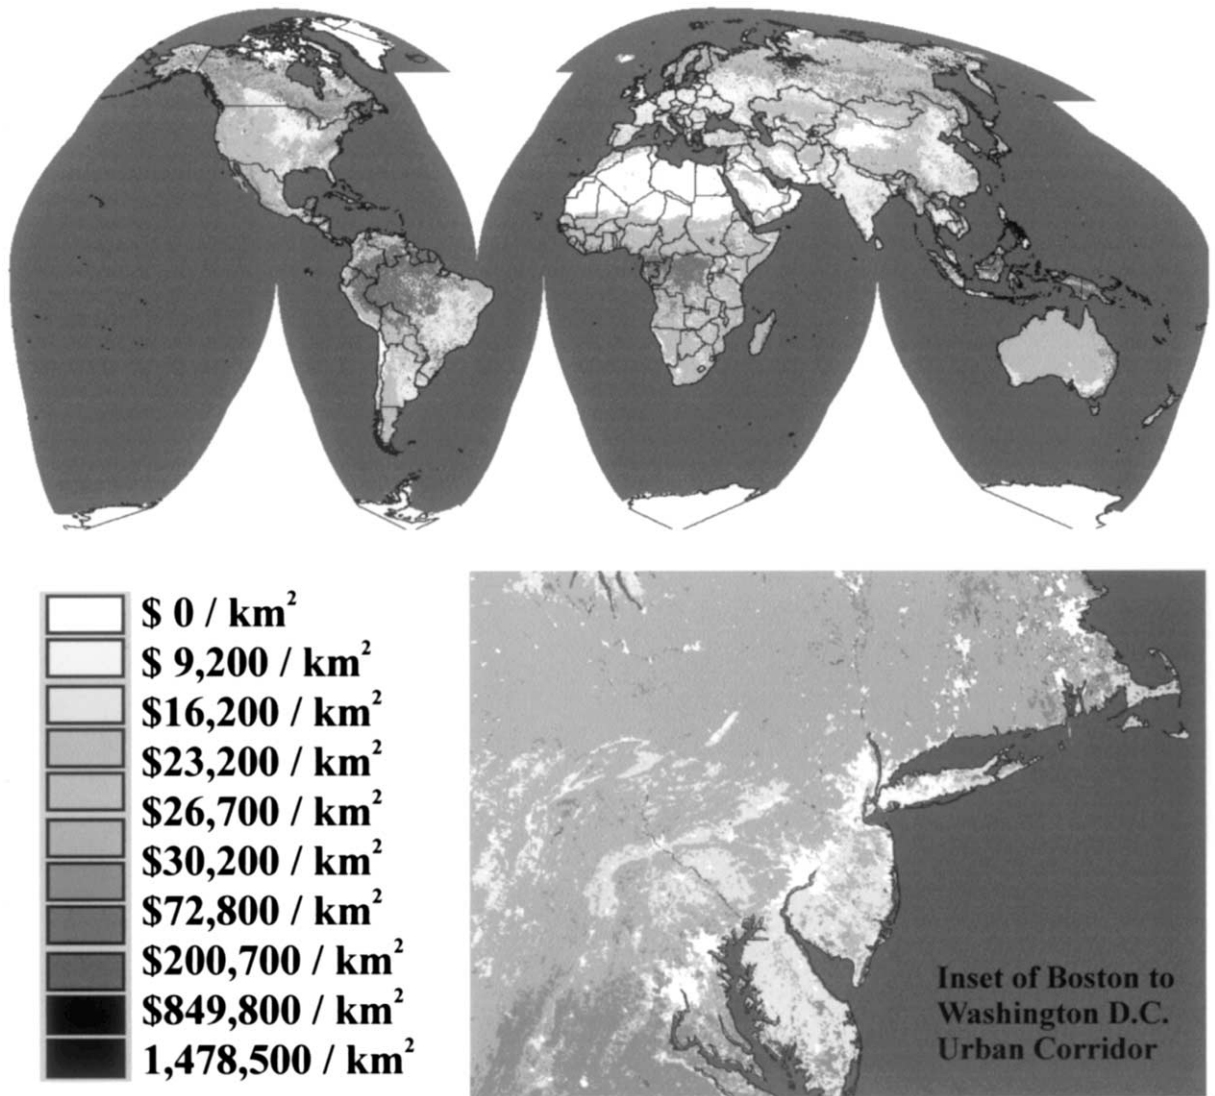 $ 0 / km²
$ 9,200 / km²
$16,200 / km²
$23,200 / km²
$26,700 / km²
$30,200 / km²
$72,800 / km²
$200,700 / km²
$849,800 / km²
1,478,500 / km²
Inset of Boston to
Washington D.C.
Urban Corridor